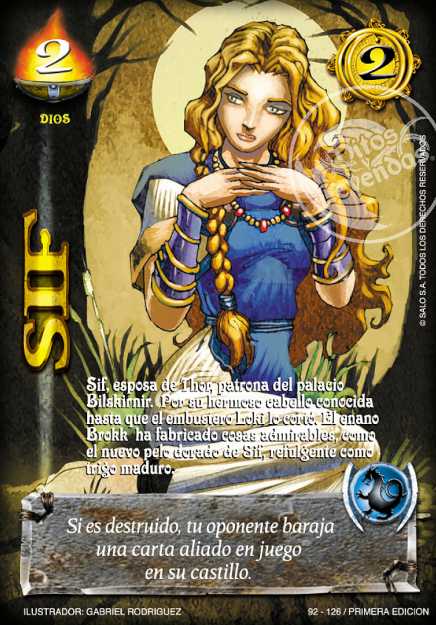 2
2
DIOS
Mitos
Leyendas
SIF
© SALO S.A. TODOS LOS DERECHOS RESERVADOS
Sif, esposa de Thor, patrona del palacio
Bilskirnir. Por su hermoso cabello conocida
hasta que el embustero Loki lo cortó. El enano
Brokk ha fabricado cosas admirables, como
el nuevo pelo dorado de Sif, refulgente como
trigo maduro.
Si es destruido, tu oponente baraja
una carta aliado en juego
en su castillo.
ILUSTRADOR: GABRIEL RODRIGUEZ
92 - 126 / PRIMERA EDICION